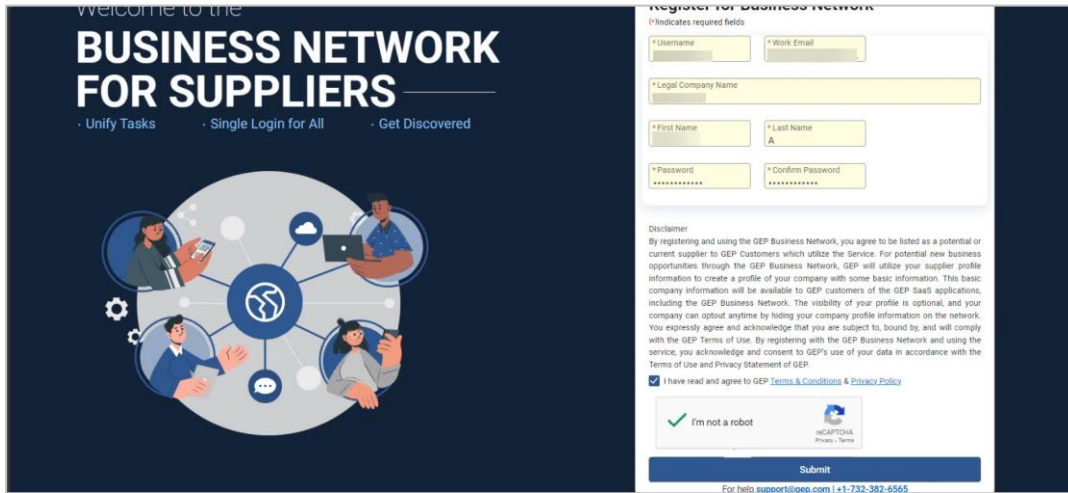 Welcome to the
BUSINESS NETWORK
FOR SUPPLIERS
· Unify Tasks · Single Login for All · Get Discovered
Register for Business Network
(*)Indicates required fields
* Username * Work Email
* Legal Company Name
* First Name * Last Name
A
* Password * Confirm Password
Disclaimer
By registering and using the GEP Business Network, you agree to be listed as a potential or
current supplier to GEP Customers which utilize the Service. For potential new business
opportunities through the GEP Business Network, GEP will utilize your supplier profile
information to create a profile of your company with some basic information. This basic
company information will be available to GEP customers of the GEP SaaS applications,
including the GEP Business Network. The visibility of your profile is optional, and your
company can optout anytime by hiding your company profile information on the network.
You expressly agree and acknowledge that you are subject to, bound by, and will comply
with the GEP Terms of Use. By registering with the GEP Business Network and using the
service, you acknowledge and consent to GEP's use of your data in accordance with the
Terms of Use and Privacy Statement of GEP.
I have read and agree to GEP Terms & Conditions & Privacy Policy
I'm not a robot
reCAPTCHA
Privacy - Terms
Submit
For help support@gep.com | +1-732-382-6565